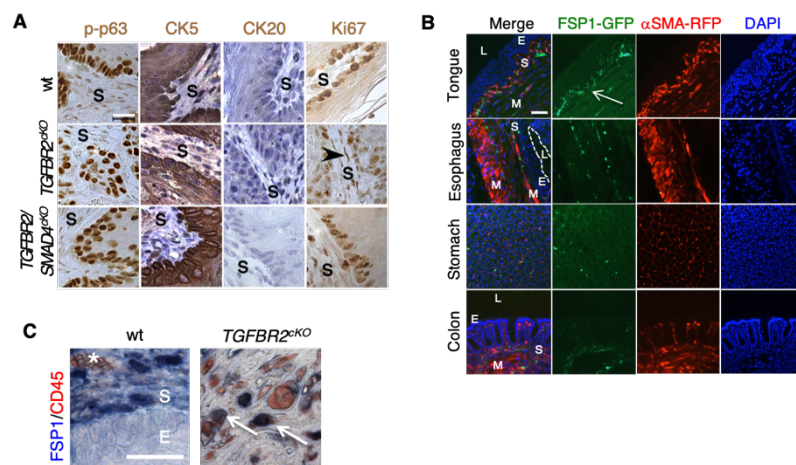 A
p-p63 CK5 CK20 Ki67
wt
S S S S
TGFBR2cKO
S S S S
TGFBR2/
SMAD4cKO
S S S S
B
Merge FSP1-GFP αSMA-RFP DAPI
Tongue
L E S M
Esophagus
S L M E M
Stomach
Colon
L E S M
C
wt TGFBR2cKO
FSP1/CD45
* S E